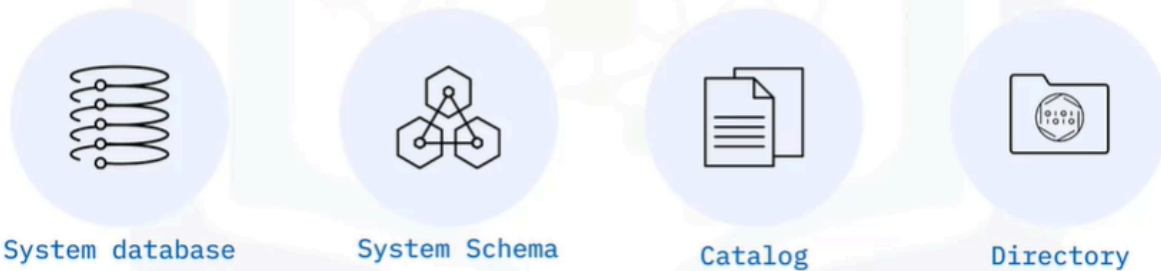 System database
System Schema
Catalog
Directory